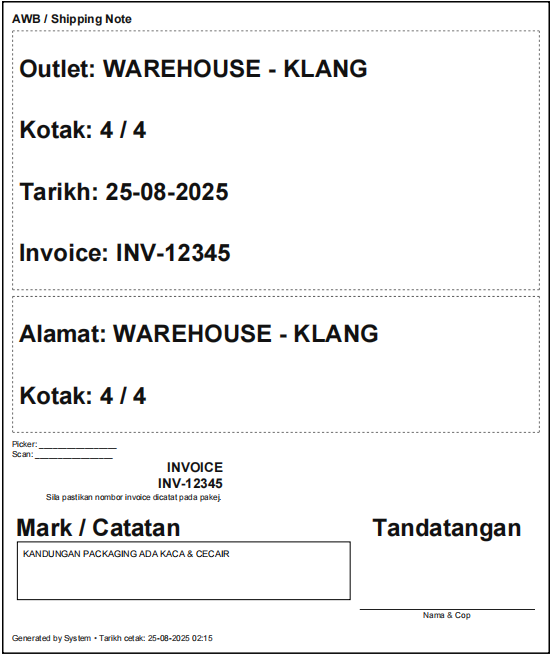 AWB / Shipping Note
Outlet: WAREHOUSE - KLANG
Kotak: 4 / 4
Tarikh: 25-08-2025
Invoice: INV-12345
Alamat: WAREHOUSE - KLANG
Kotak: 4 / 4
Picker: _________________
Scan: _________________
INVOICE
INV-12345
Sila pastikan nombor invoice dicatat pada pakej.
Mark / Catatan
KANDUNGAN PACKAGING ADA KACA & CECAIR
Tandatangan
Nama & Cop
Generated by System • Tarikh cetak: 25-08-2025 02:15